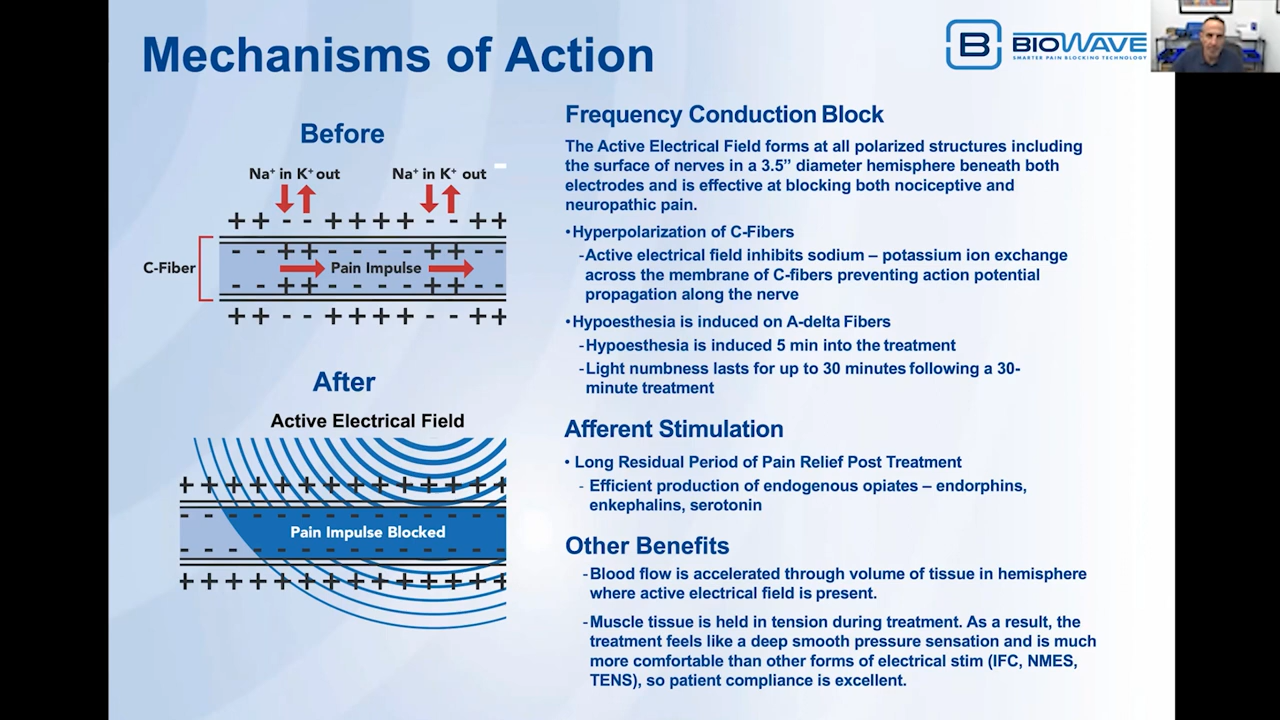 Mechanisms of Action
B BIOWAVE
SMARTER PAIN BLOCKING TECHNOLOGY
Before
Na+ in K+ out
Na+ in K+ out
+ + - - + + + + - - + +
- - + + - - - - + + - -
C-Fiber
Pain Impulse
- - + + - - - - + + - -
+ + - - + + + + - - + +
After
Active Electrical Field
+ + + + + + + + + + + + + +
- - - - - - - - - - - - - -
Pain Impulse Blocked
- - - - - - - - - - - - - -
+ + + + + + + + + + + + + +
Frequency Conduction Block
The Active Electrical Field forms at all polarized structures including
the surface of nerves in a 3.5” diameter hemisphere beneath both
electrodes and is effective at blocking both nociceptive and
neuropathic pain.
•Hyperpolarization of C-Fibers
-Active electrical field inhibits sodium – potassium ion exchange
across the membrane of C-fibers preventing action potential
propagation along the nerve
•Hypoesthesia is induced on A-delta Fibers
-Hypoesthesia is induced 5 min into the treatment
-Light numbness lasts for up to 30 minutes following a 30-
minute treatment
Afferent Stimulation
• Long Residual Period of Pain Relief Post Treatment
- Efficient production of endogenous opiates – endorphins,
enkephalins, serotonin
Other Benefits
-Blood flow is accelerated through volume of tissue in hemisphere
where active electrical field is present.
-Muscle tissue is held in tension during treatment. As a result, the
treatment feels like a deep smooth pressure sensation and is much
more comfortable than other forms of electrical stim (IFC, NMES,
TENS), so patient compliance is excellent.